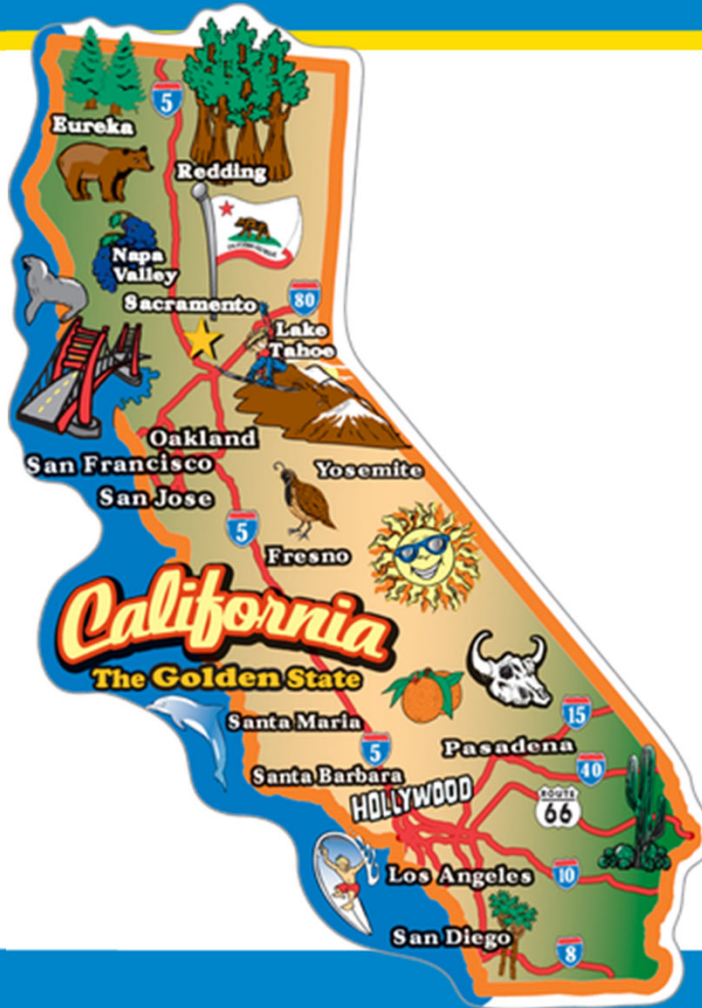 5
Eureka
Redding
CALIFORNIA REPUBLIC
Napa
Valley
Sacramento
80
Lake
Tahoe
Oakland
San Francisco
Yosemite
San Jose
5
Fresno
California
The Golden State
Santa Maria
15
5
Pasadena
40
Santa Barbara
HOLLYWOOD
ROUTE
66
Los Angeles
10
San Diego
8